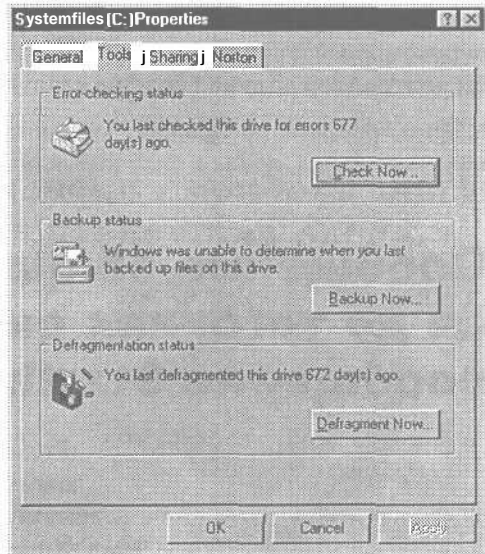 Systemfiles [C:] Properties ? X
General Tools j Sharing j Norton
Error-checking status
You last checked this drive for errors 677
day(s) ago.
Check Now...
Backup status
Windows was unable to determine when you last
backed up files on this drive.
Backup Now...
Defragmentation status
You last defragmented this drive 672 day(s) ago.
Defragment Now...
OK Cancel Apply